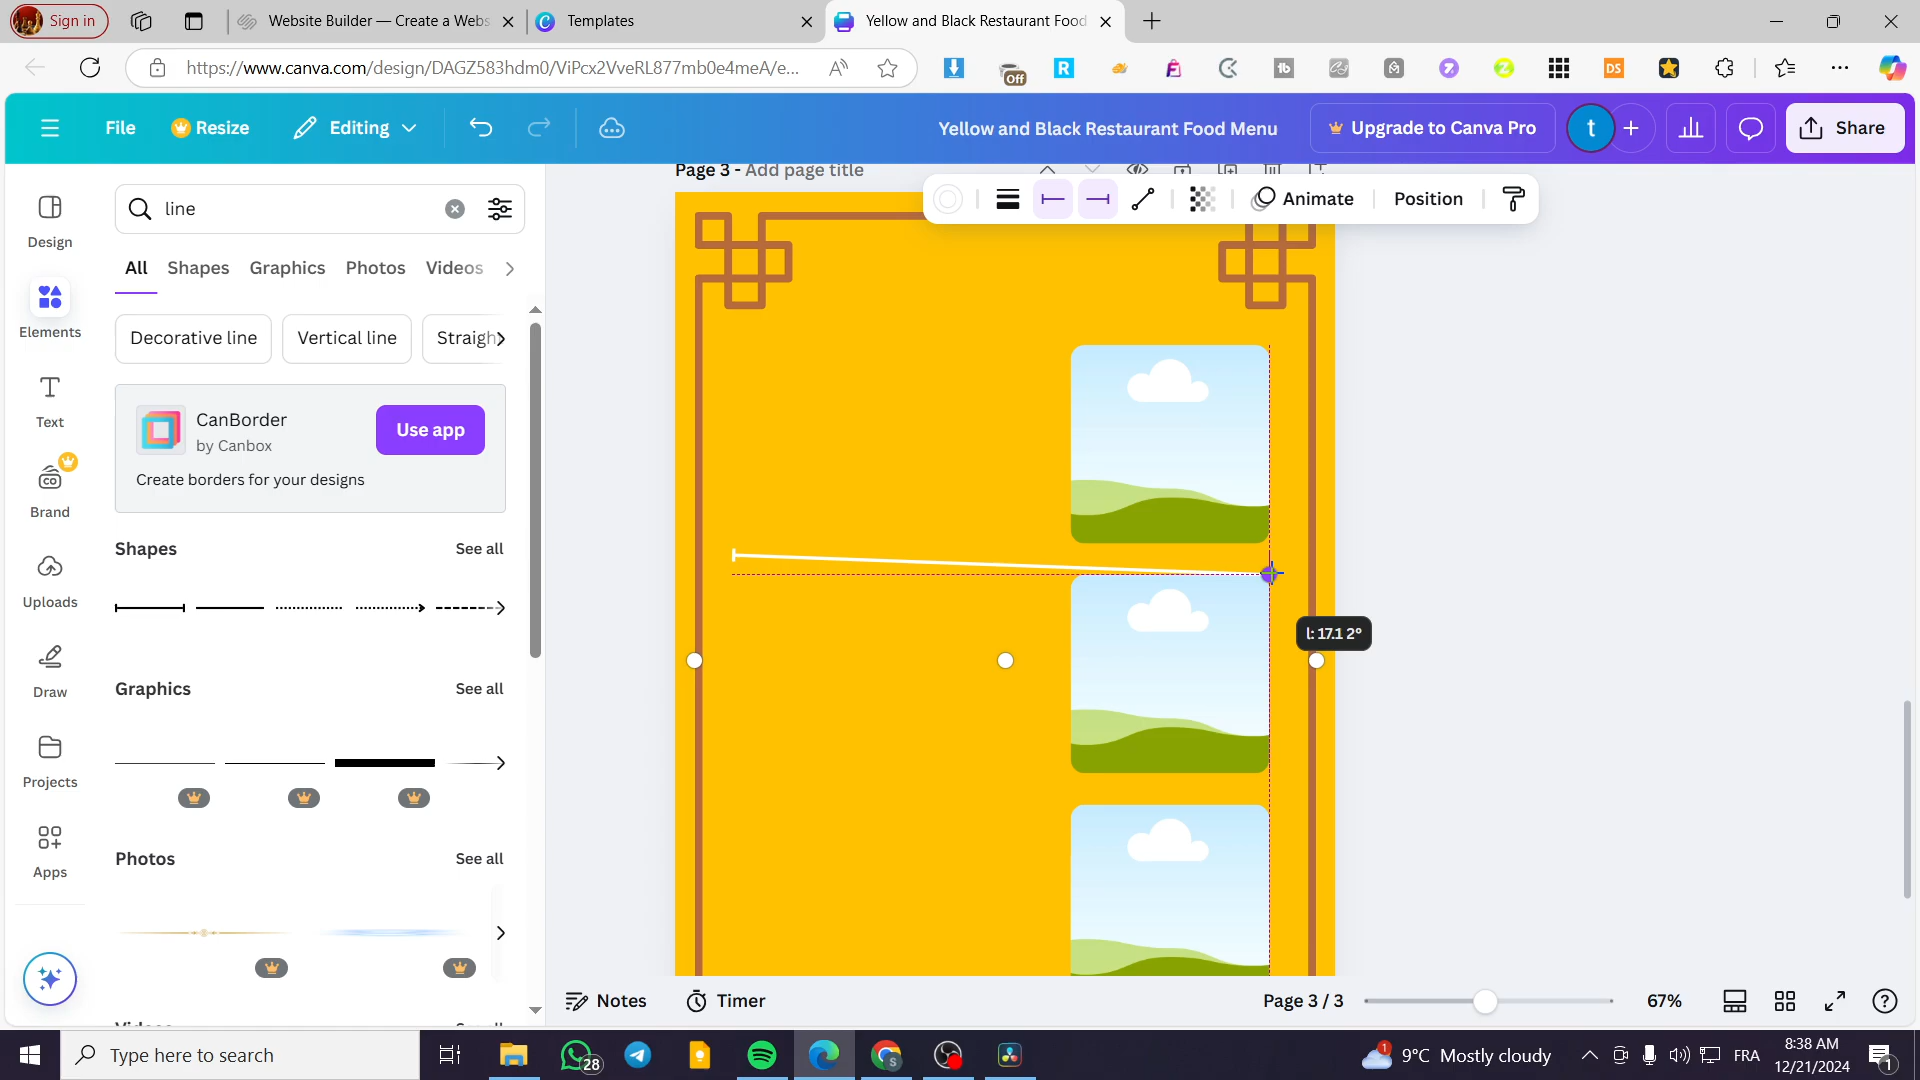 Sign in
Website Builder — Create a Webs
Templates
Yellow and Black Restaurant Food
https://www.canva.com/design/DAGZ583hdm0/ViPcx2VveRL877mb0e4meA/e...
Off
R
tb
DS
File
Resize
Editing
Yellow and Black Restaurant Food Menu
Upgrade to Canva Pro
t
Share
Design
Elements
Text
Brand
Uploads
Draw
Projects
Apps
line
All
Shapes
Graphics
Photos
Videos
Decorative line
Vertical line
Straigh
CanBorder
by Canbox
Use app
Create borders for your designs
Shapes
See all
Graphics
See all
Photos
See all
Page 3 - Add page title
Animate
Position
l: 17.1 2°
Notes
Timer
Page 3 / 3
67%
Type here to search
28
1
9°C Mostly cloudy
FRA
8:38 AM
12/21/2024
1